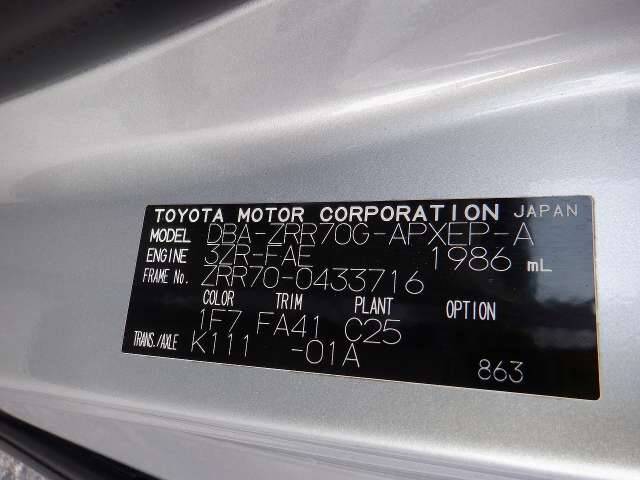 TOYOTA MOTOR CORPORATION JAPAN
MODEL DBA-ZRR70G-APXEP-A
ENGINE 3ZR-FAE 1986 mL
FRAME No. ZRR70-0433716
COLOR TRIM PLANT OPTION
1F7 FA41 C25
TRANS./AXLE K111 -01A
863